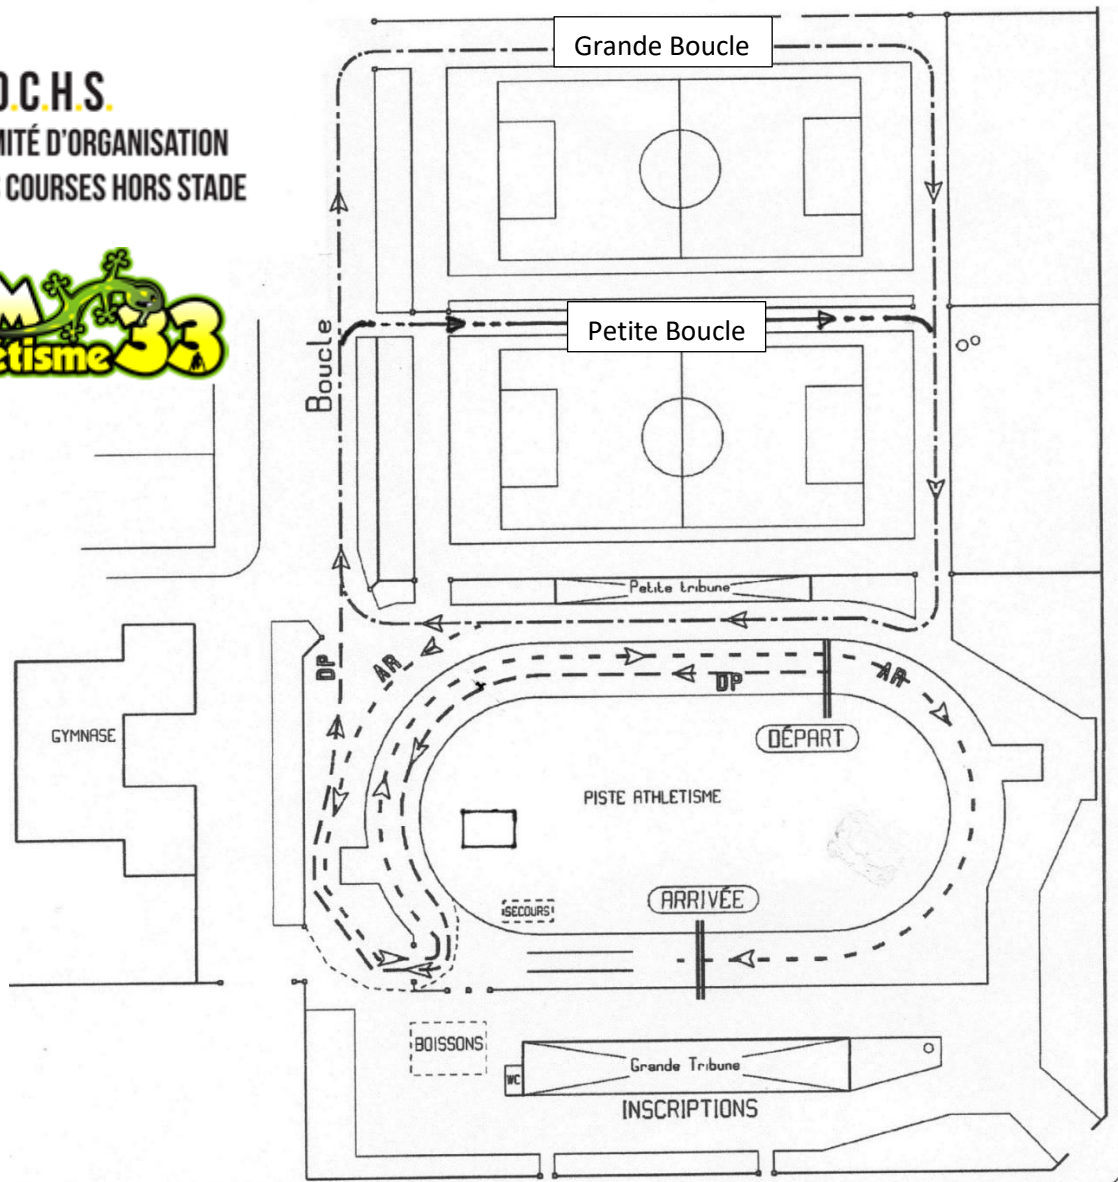 Grande Boucle
O.C.H.S.
MITÉ D'ORGANISATION
COURSES HORS STADE
33
etisme
Petite Boucle
Boucle
Petite tribune
DP
AR
DP
AR
GYMNASE
DÉPART
PISTE ATHLETISME
ARRIVÉE
SECOURS
BOISSONS
Grande Tribune
WC
INSCRIPTIONS